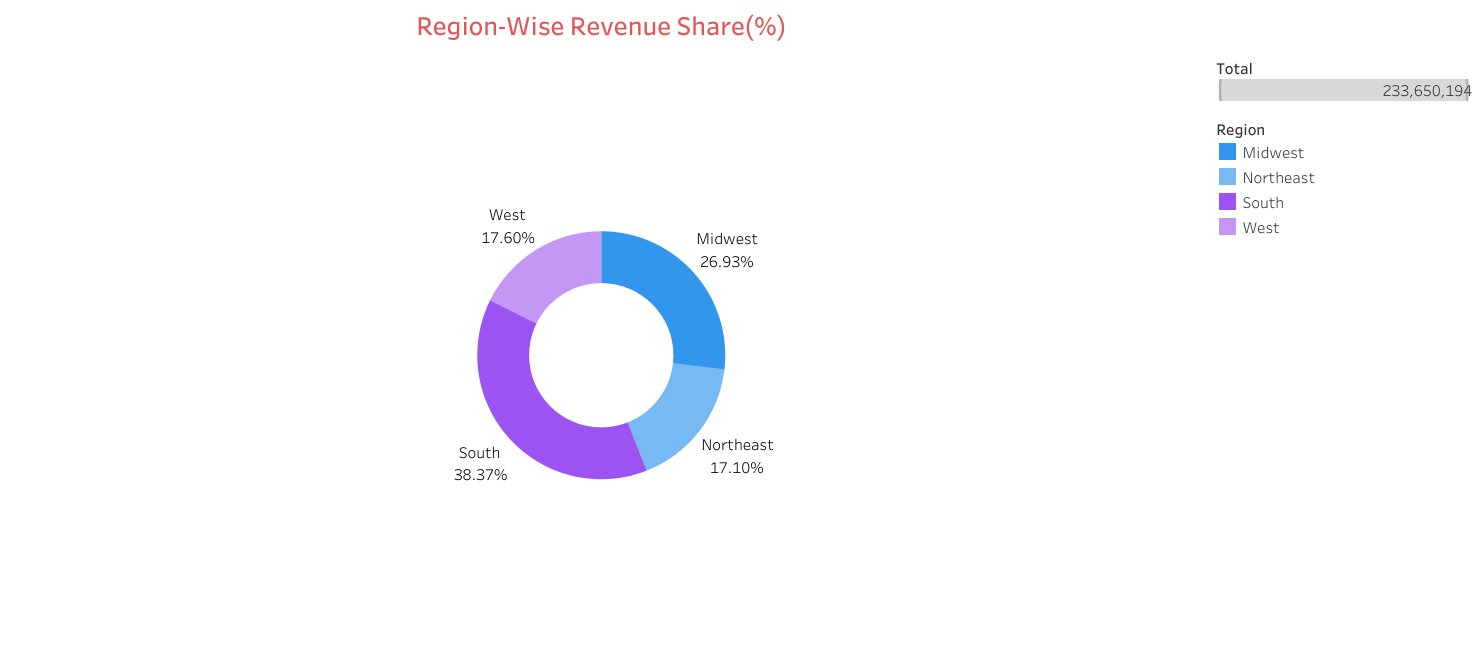 Region-Wise Revenue Share(%)
Total
233,650,194
Region
Midwest
Northeast
South
West
West
17.60%
Midwest
26.93%
South
38.37%
Northeast
17.10%